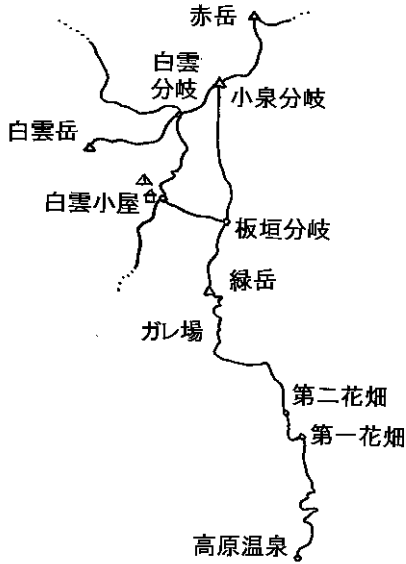 赤岳
白雲
分岐
小泉分岐
白雲岳
白雲小屋
板垣分岐
緑岳
ガレ場
第二花畑
第一花畑
高原温泉